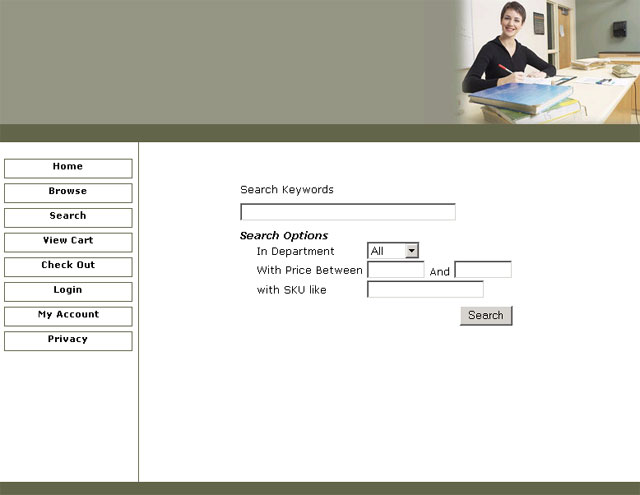 Home
Browse
Search
View Cart
Check Out
Login
My Account
Privacy
Search Keywords
Search Options
In Department All
With Price Between And
with SKU like
Search